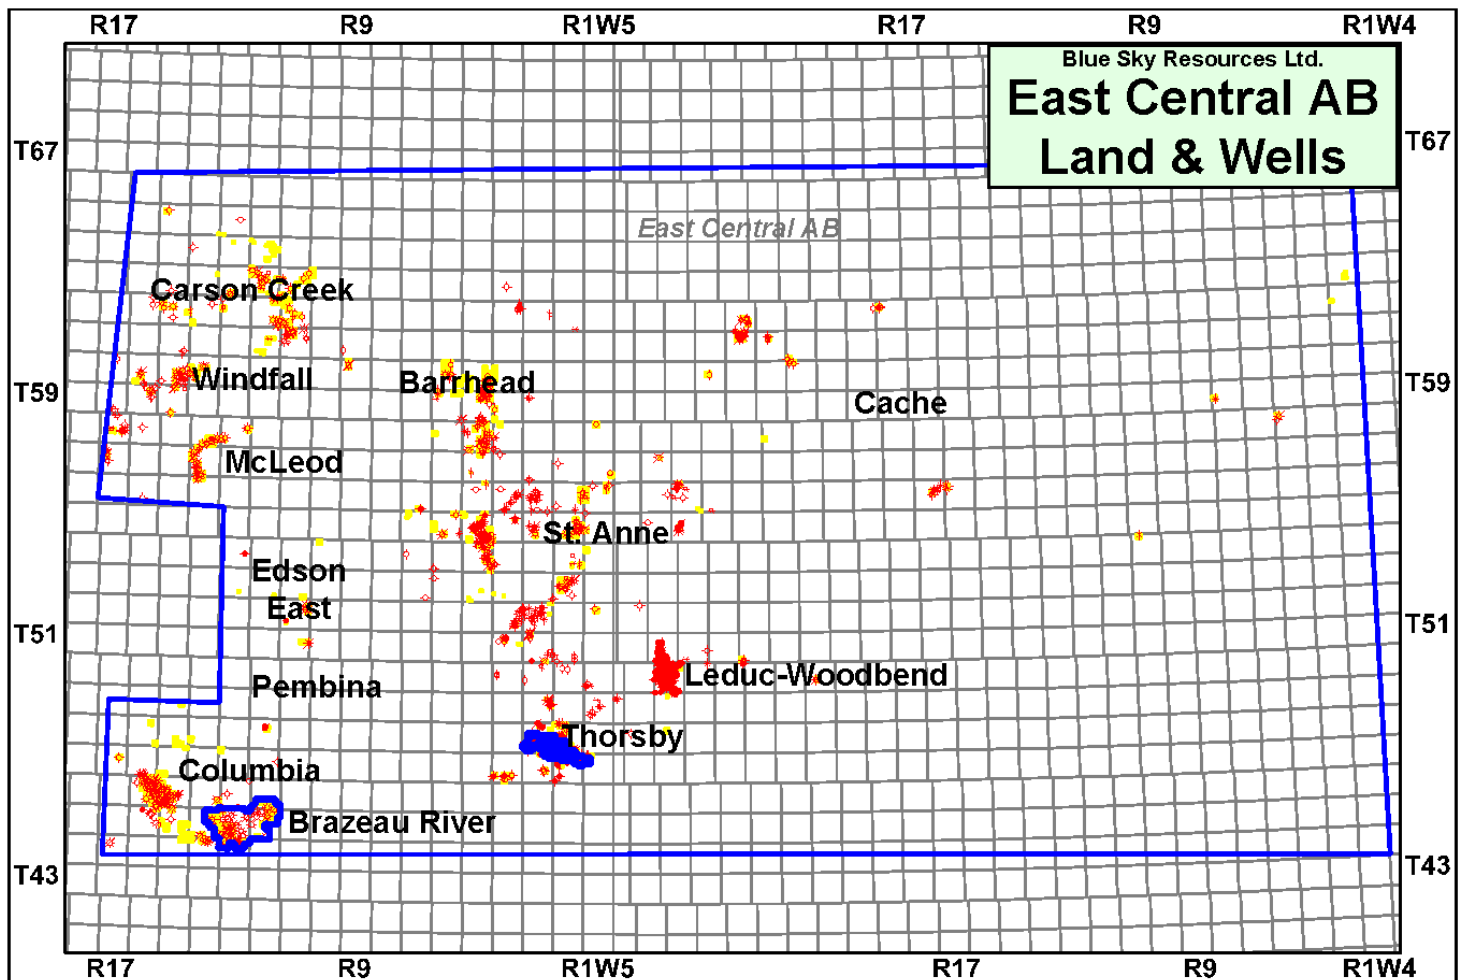 R17 R9 R1W5 R17 R9 R1W4
Blue Sky Resources Ltd.
East Central AB
Land & Wells
T67 T67
East Central AB
Carson Creek
Windfall Barrhead
T59 T59
Cache
McLeod
St. Anne
Edson
East
T51 T51
Leduc-Woodbend
Pembina
Thorsby
Columbia
Brazeau River
T43 T43
R17 R9 R1W5 R17 R9 R1W4